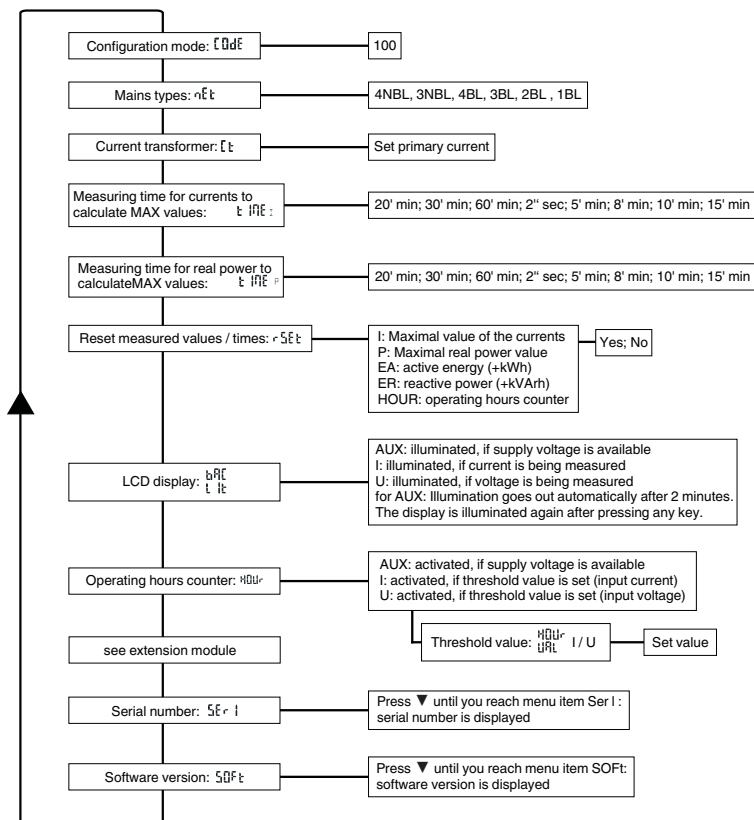 Configuration mode: COdE
100
Mains types: nEt
4NBL, 3NBL, 4BL, 3BL, 2BL , 1BL
Current transformer: Ct
Set primary current
Measuring time for currents to
calculate MAX values: tIME I
20' min; 30' min; 60' min; 2" sec; 5' min; 8' min; 10' min; 15' min
Measuring time for real power to
calculateMAX values: tIME P
20' min; 30' min; 60' min; 2“ sec; 5' min; 8' min; 10' min; 15' min
Reset measured values / times: rSEt
I: Maximal value of the currents
P: Maximal real power value
EA: active energy (+kWh)
ER: reactive power (+kVArh)
HOUR: operating hours counter
Yes; No
LCD display: bAC
LIt
AUX: illuminated, if supply voltage is available
I: illuminated, if current is being measured
U: illuminated, if voltage is being measured
for AUX: Illumination goes out automatically after 2 minutes.
The display is illuminated again after pressing any key.
Operating hours counter: HOUr
AUX: activated, if supply voltage is available
I: activated, if threshold value is set (input current)
U: activated, if threshold value is set (input voltage)
Threshold value: HOUr
VAL I / U
Set value
see extension module
Serial number: SErI
Press ▼ until you reach menu item Ser I :
serial number is displayed
Software version: SOFt
Press ▼ until you reach menu item SOFt:
software version is displayed